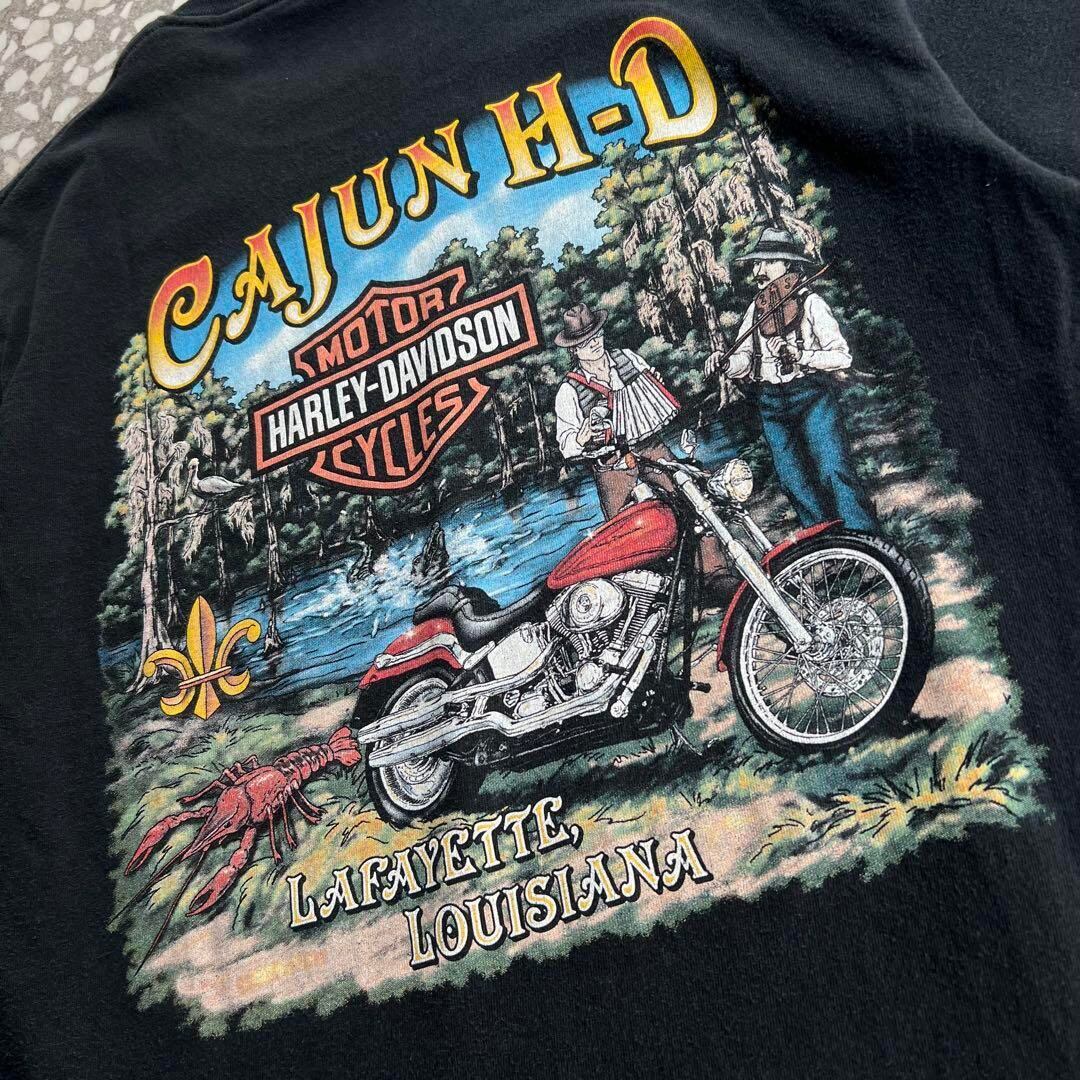 CAJUN H-D
MOTOR
HARLEY-DAVIDSON
CYCLES
LAFAYETTE,
LOUISIANA